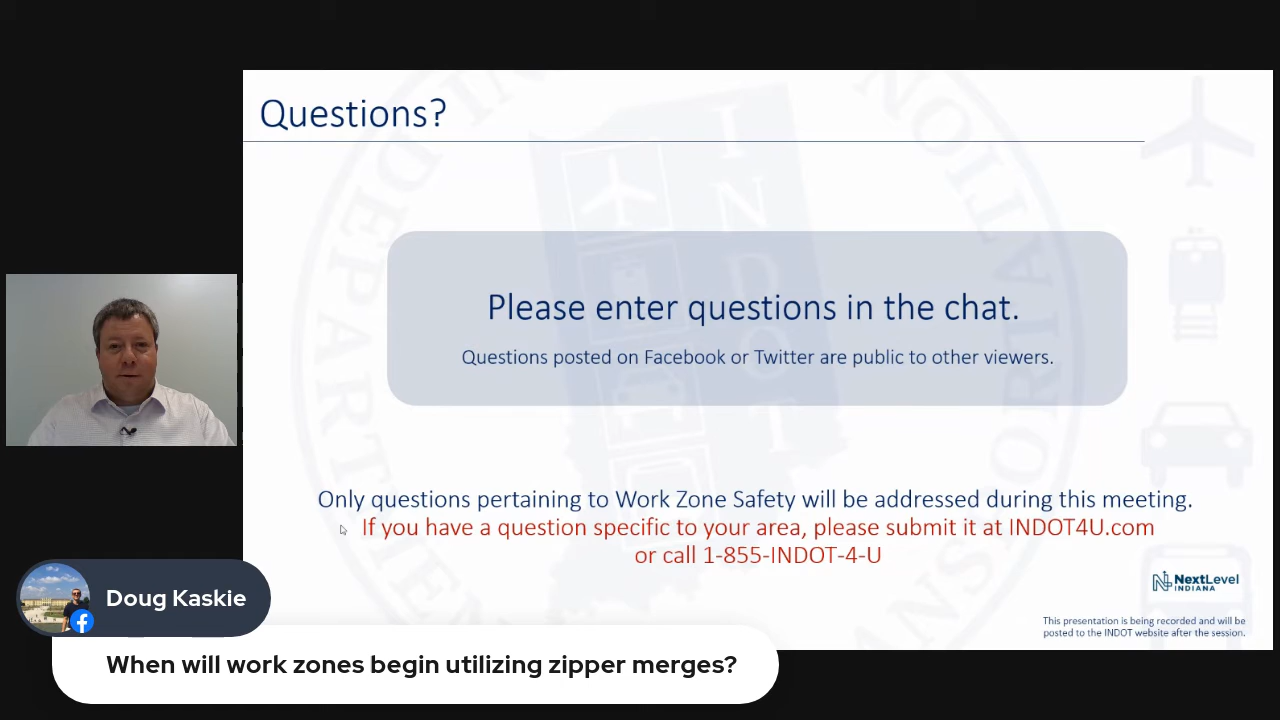 Questions?
Please enter questions in the chat.
Questions posted on Facebook or Twitter are public to other viewers.
Only questions pertaining to Work Zone Safety will be addressed during this meeting.
If you have a question specific to your area, please submit it at INDOT4U.com
or call 1-855-INDOT-4-U
NextLevel
INDIANA
This presentation is being recorded and will be
posted to the INDOT website after the session.
Doug Kaskie
When will work zones begin utilizing zipper merges?
INDOT